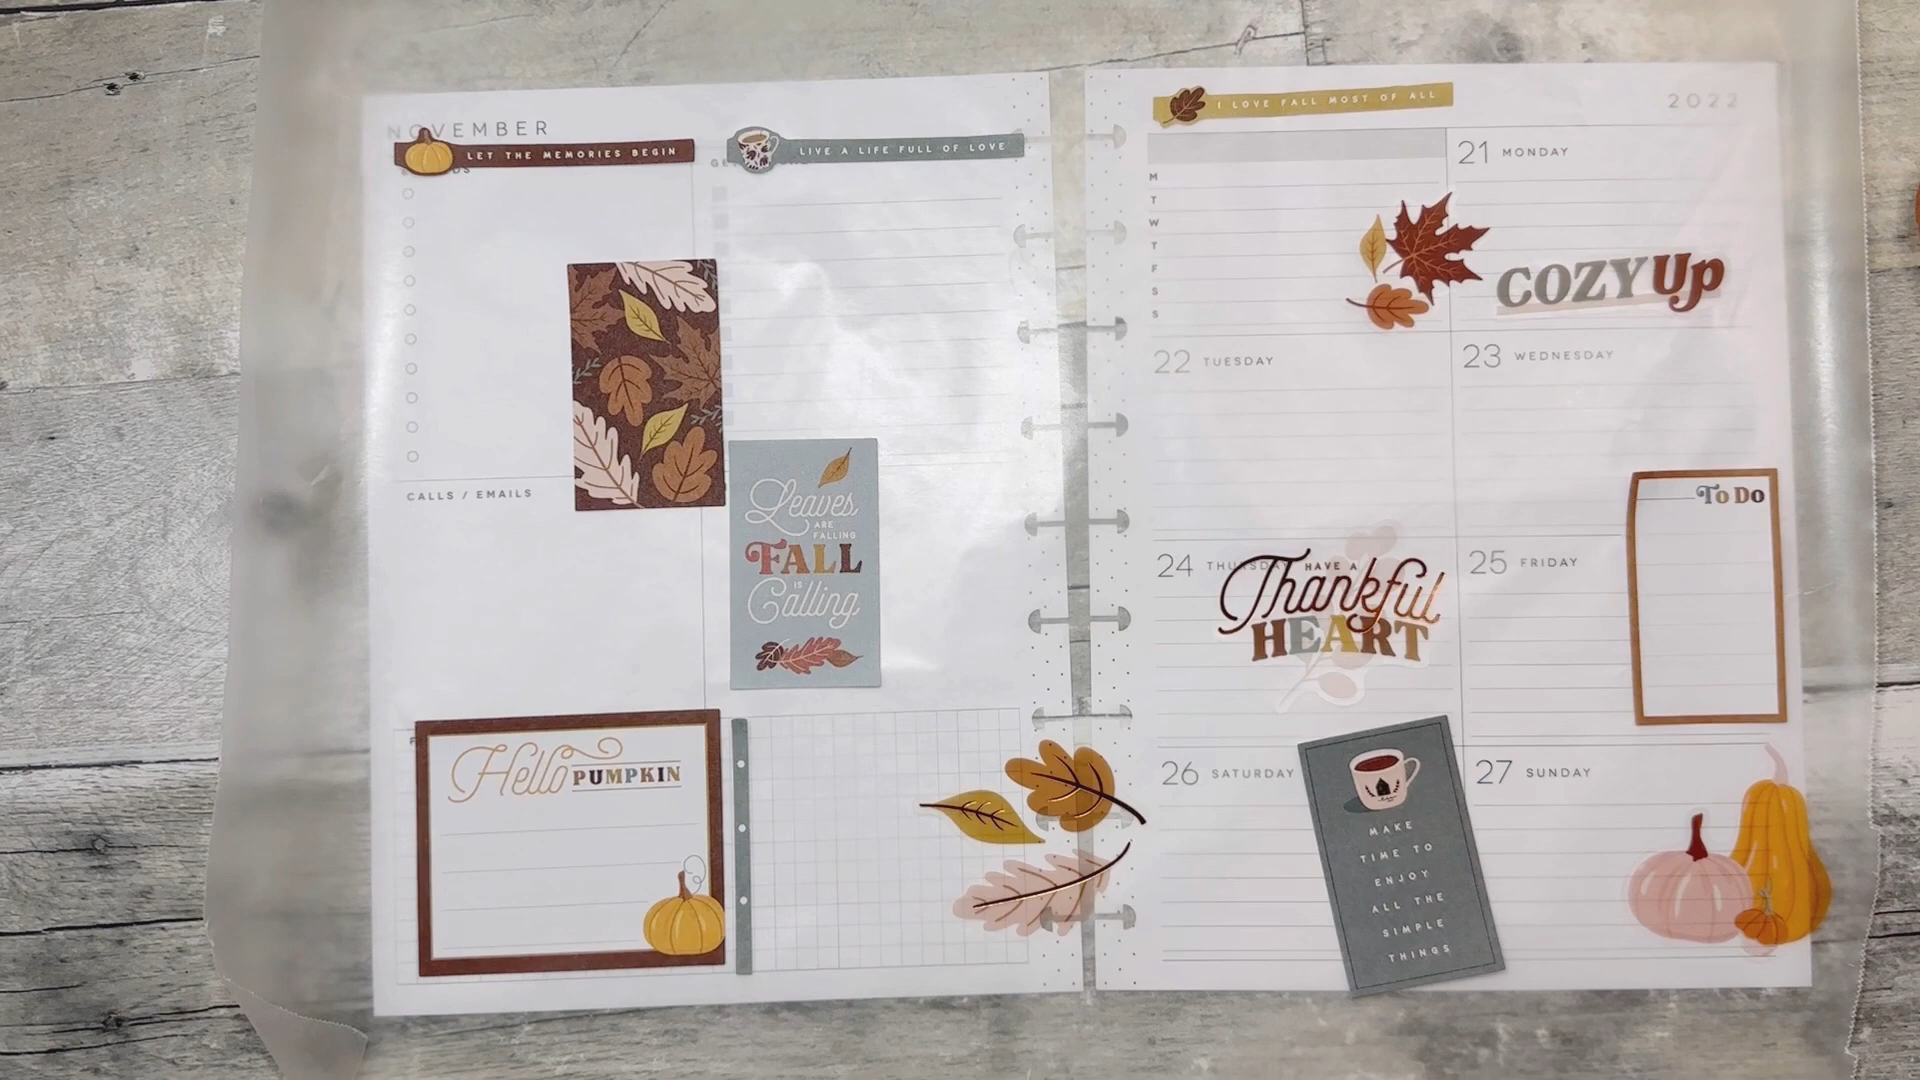 NOVEMBER
LET THE MEMORIES BEGIN
LIVE A LIFE FULL OF LOVE
CALLS / EMAILS
Leaves
ARE
FALLING
FALL
IS
Calling
Hello PUMPKIN
I LOVE FALL MOST OF ALL
2022
M
T
W
T
F
S
S
21 MONDAY
COZY Up
22 TUESDAY
23 WEDNESDAY
24 THURSDAY
HAVE A
Thankful
HEART
25 FRIDAY
To Do
26 SATURDAY
MAKE
TIME TO
ENJOY
ALL THE
SIMPLE
THINGS
27 SUNDAY